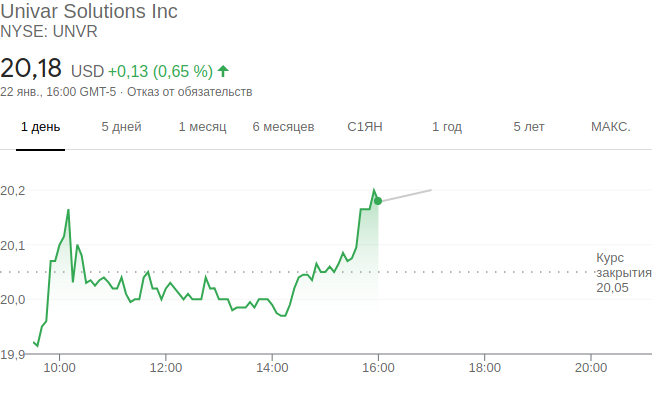 Univar Solutions Inc
NYSE: UNVR
20,18 USD +0,13 (0,65 %)
22 янв., 16:00 GMT-5 · Отказ от обязательств
1 день 5 дней 1 месяц 6 месяцев С1ЯН 1 год 5 лет МАКС.
20,2
20,1
Курс
закрытия
20,05
20,0
19,9
10:00 12:00 14:00 16:00 18:00 20:00